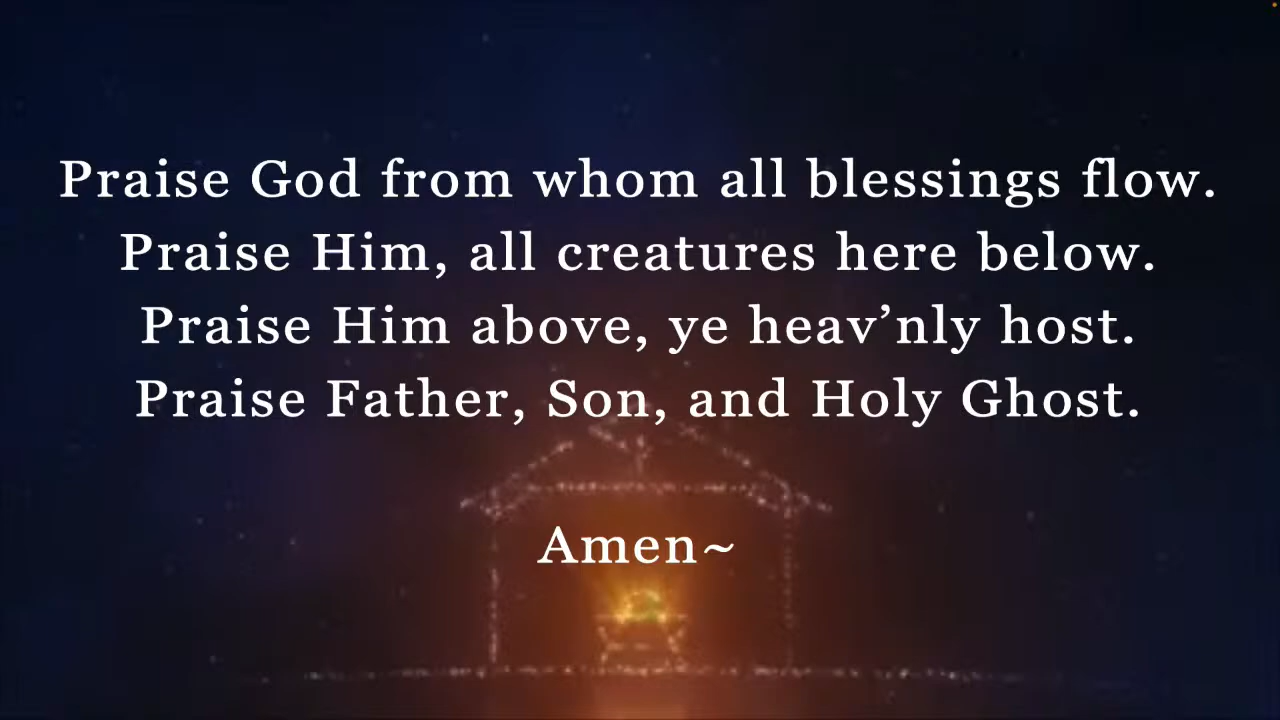 Praise God from whom all blessings flow.
Praise Him, all creatures here below.
Praise Him above, ye heav’nly host.
Praise Father, Son, and Holy Ghost.
Amen~